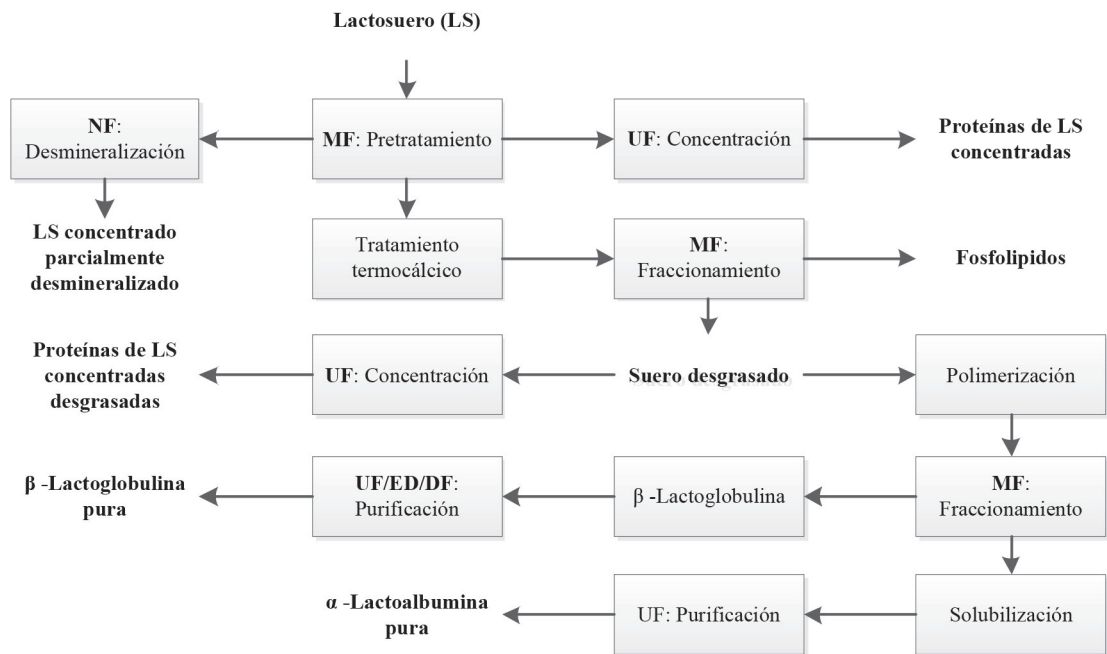 Lactosuero (LS)
NF:
Desmineralización
MF: Pretratamiento
UF: Concentración
Proteínas de LS
concentradas
LS concentrado
parcialmente
desmineralizado
Tratamiento
termocálcico
MF:
Fraccionamiento
Fosfolipidos
Proteínas de LS
concentradas
desgrasadas
UF: Concentración
Suero desgrasado
Polimerización
β -Lactoglobulina
pura
UF/ED/DF:
Purificación
β -Lactoglobulina
MF:
Fraccionamiento
α -Lactoalbumina
pura
UF: Purificación
Solubilización